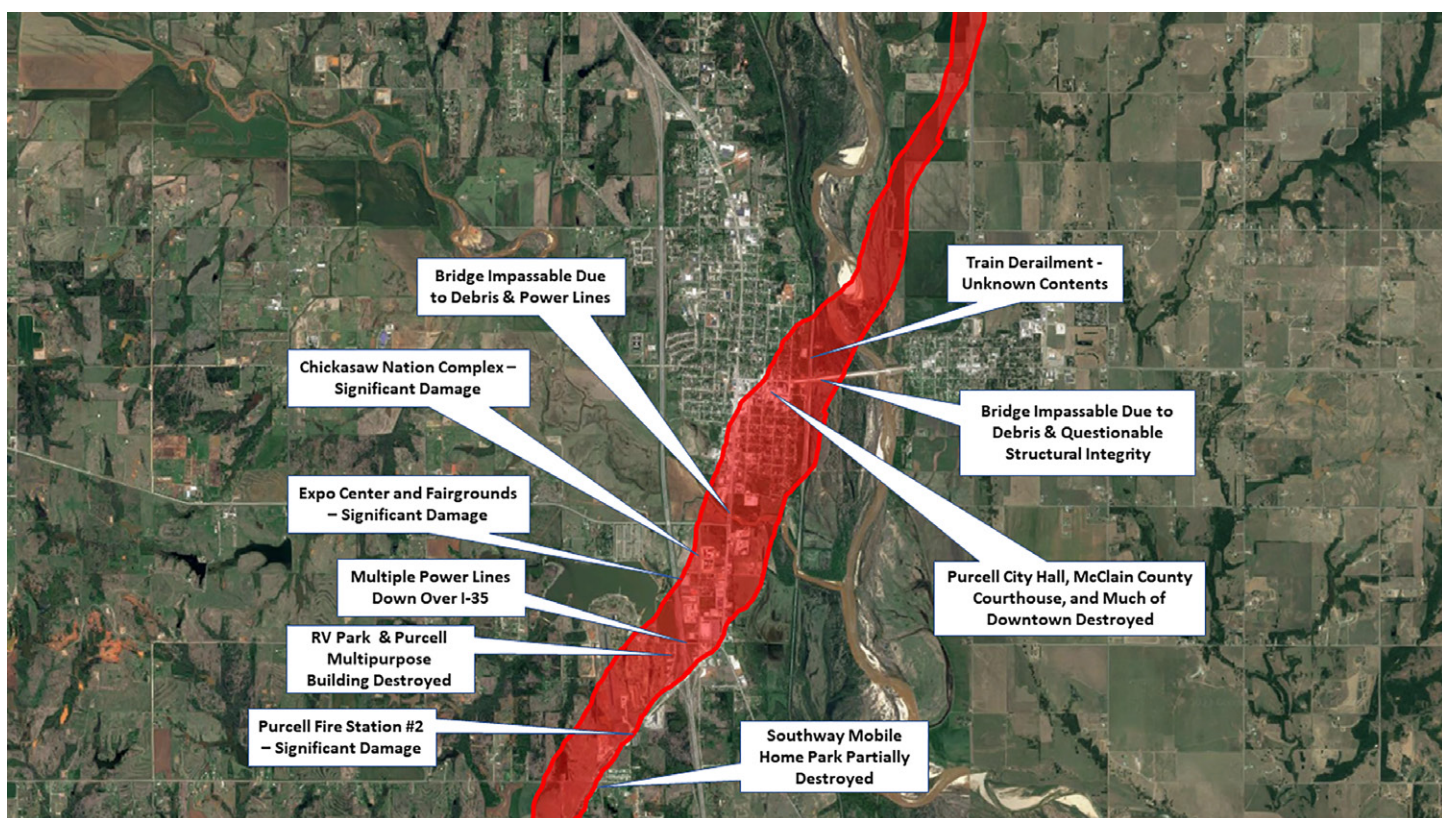 Bridge Impassable Due
to Debris & Power Lines
Train Derailment -
Unknown Contents
Chickasaw Nation Complex –
Significant Damage
Bridge Impassable Due to
Debris & Questionable
Structural Integrity
Expo Center and Fairgrounds
– Significant Damage
Multiple Power Lines
Down Over I-35
Purcell City Hall, McClain County
Courthouse, and Much of
Downtown Destroyed
RV Park & Purcell
Multipurpose
Building Destroyed
Purcell Fire Station #2
– Significant Damage
Southway Mobile
Home Park Partially
Destroyed